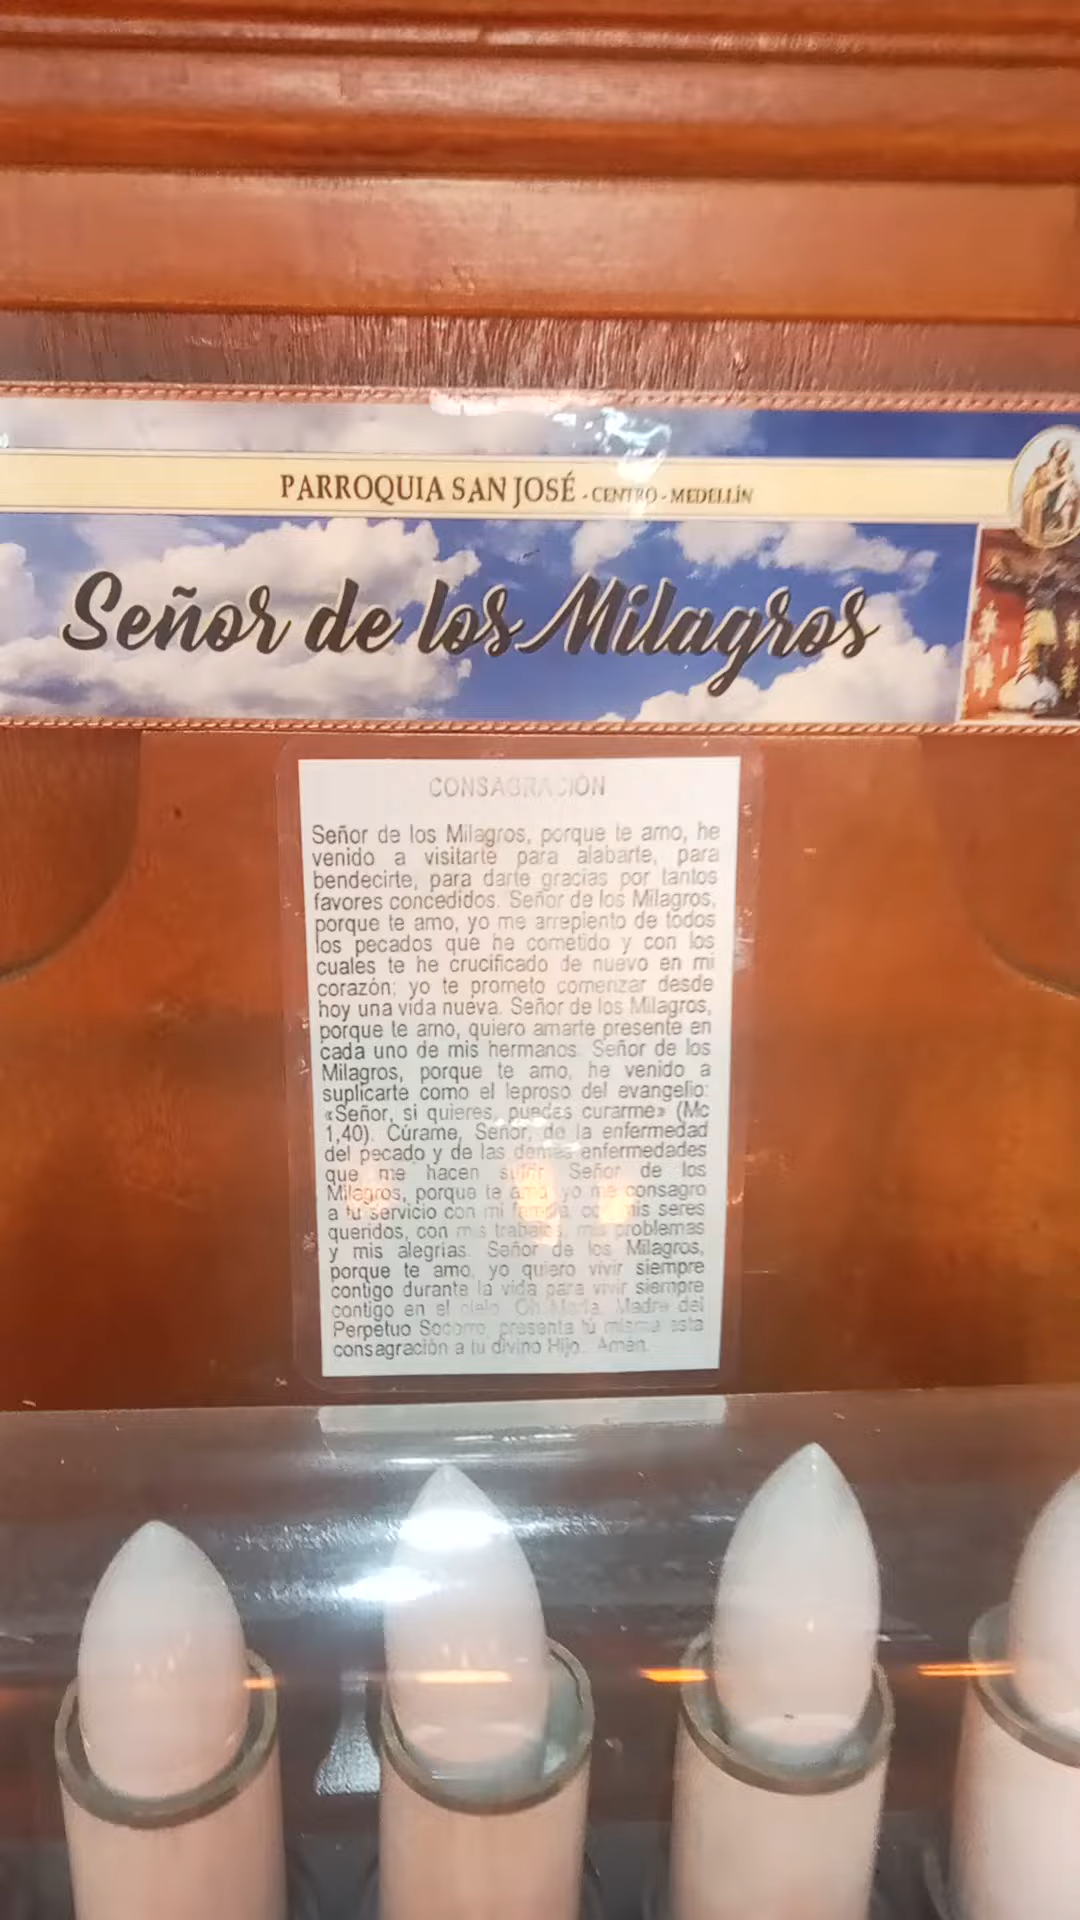 PARROQUIA SAN JOSÉ - CENTRO - MEDELLÍN
Señor de los Milagros
CONSAGRACIÓN
Señor de los Milagros, porque te amo, he
venido a visitarte para alabarte, para
bendecirte, para darte gracias por tantos
favores concedidos. Señor de los Milagros,
porque te amo, yo me arrepiento de todos
los pecados que he cometido y con los
cuales te he crucificado de nuevo en mi
corazón; yo te prometo comenzar desde
hoy una vida nueva. Señor de los Milagros,
porque te amo, quiero amarte presente en
cada uno de mis hermanos. Señor de los
Milagros, porque te amo, he venido a
suplicarte como el leproso del evangelio:
«Señor, si quieres, puedes curarme» (Mc
1,40). Cúrame, Señor, de la enfermedad
del pecado y de las demás enfermedades
que me hacen sufrir. Señor de los
Milagros, porque te amo, yo me consagro
a tu servicio con mi familia, con mis seres
queridos, con mis trabajos, mis problemas
y mis alegrías. Señor de los Milagros,
porque te amo, yo quiero vivir siempre
contigo durante la vida para vivir siempre
contigo en el cielo. Oh María, Madre del
Perpetuo Socorro, presenta tú misma esta
consagración a tu divino Hijo. Amén.